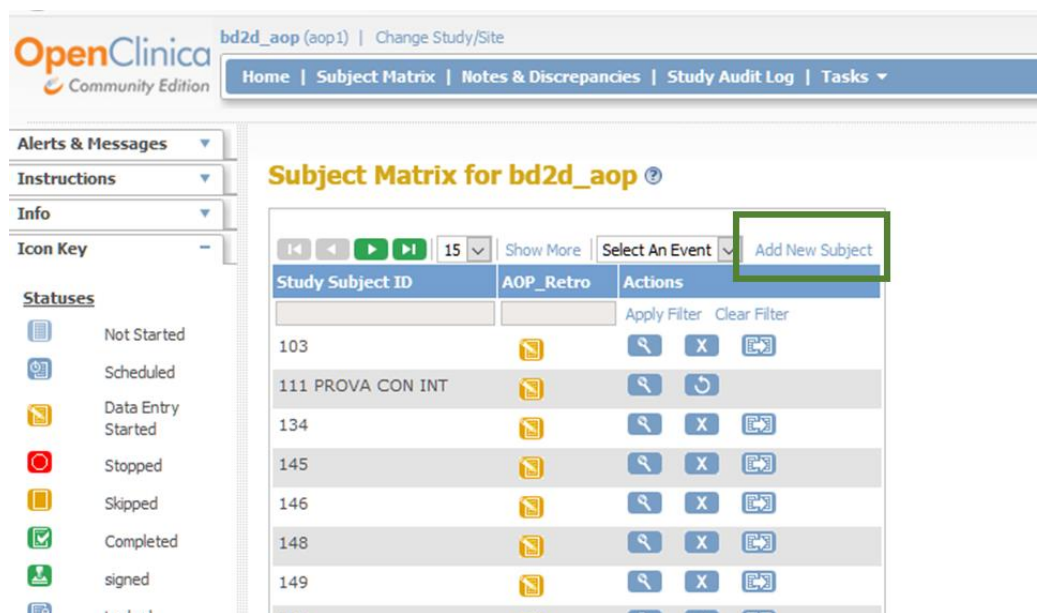 OpenClinica
Community Edition
bd2d_aop (aop1) | Change Study/Site
Home | Subject Matrix | Notes & Discrepancies | Study Audit Log | Tasks
Alerts & Messages
Instructions
Info
Icon Key
Statuses
Not Started
Scheduled
Data Entry
Started
Stopped
Skipped
Completed
signed
Subject Matrix for bd2d_aop
15 | Show More | Select An Event Add New Subject
Study Subject ID AOP_Retro Actions
Apply Filter Clear Filter
103
111 PROVA CON INT
134
145
146
148
149